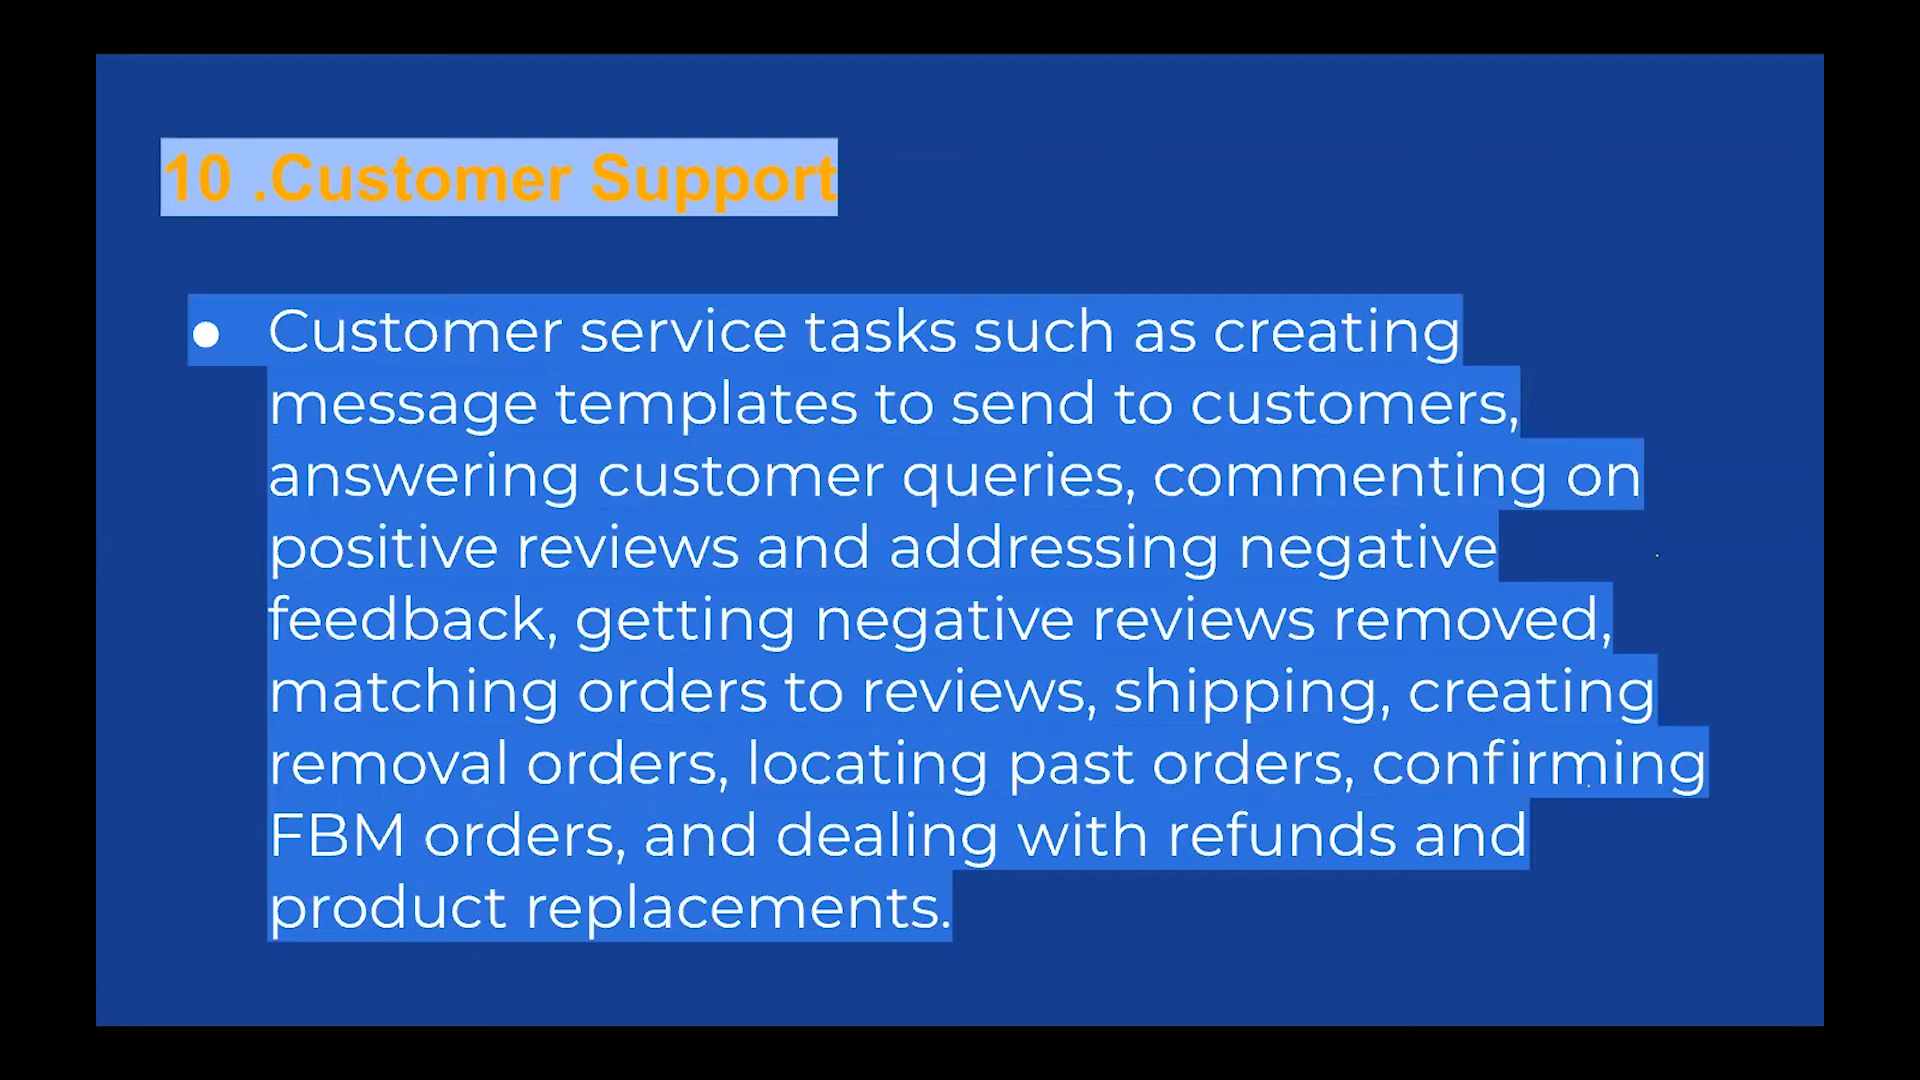 10 .Customer Support
● Customer service tasks such as creating
message templates to send to customers,
answering customer queries, commenting on
positive reviews and addressing negative
feedback, getting negative reviews removed,
matching orders to reviews, shipping, creating
removal orders, locating past orders, confirming
FBM orders, and dealing with refunds and
product replacements.